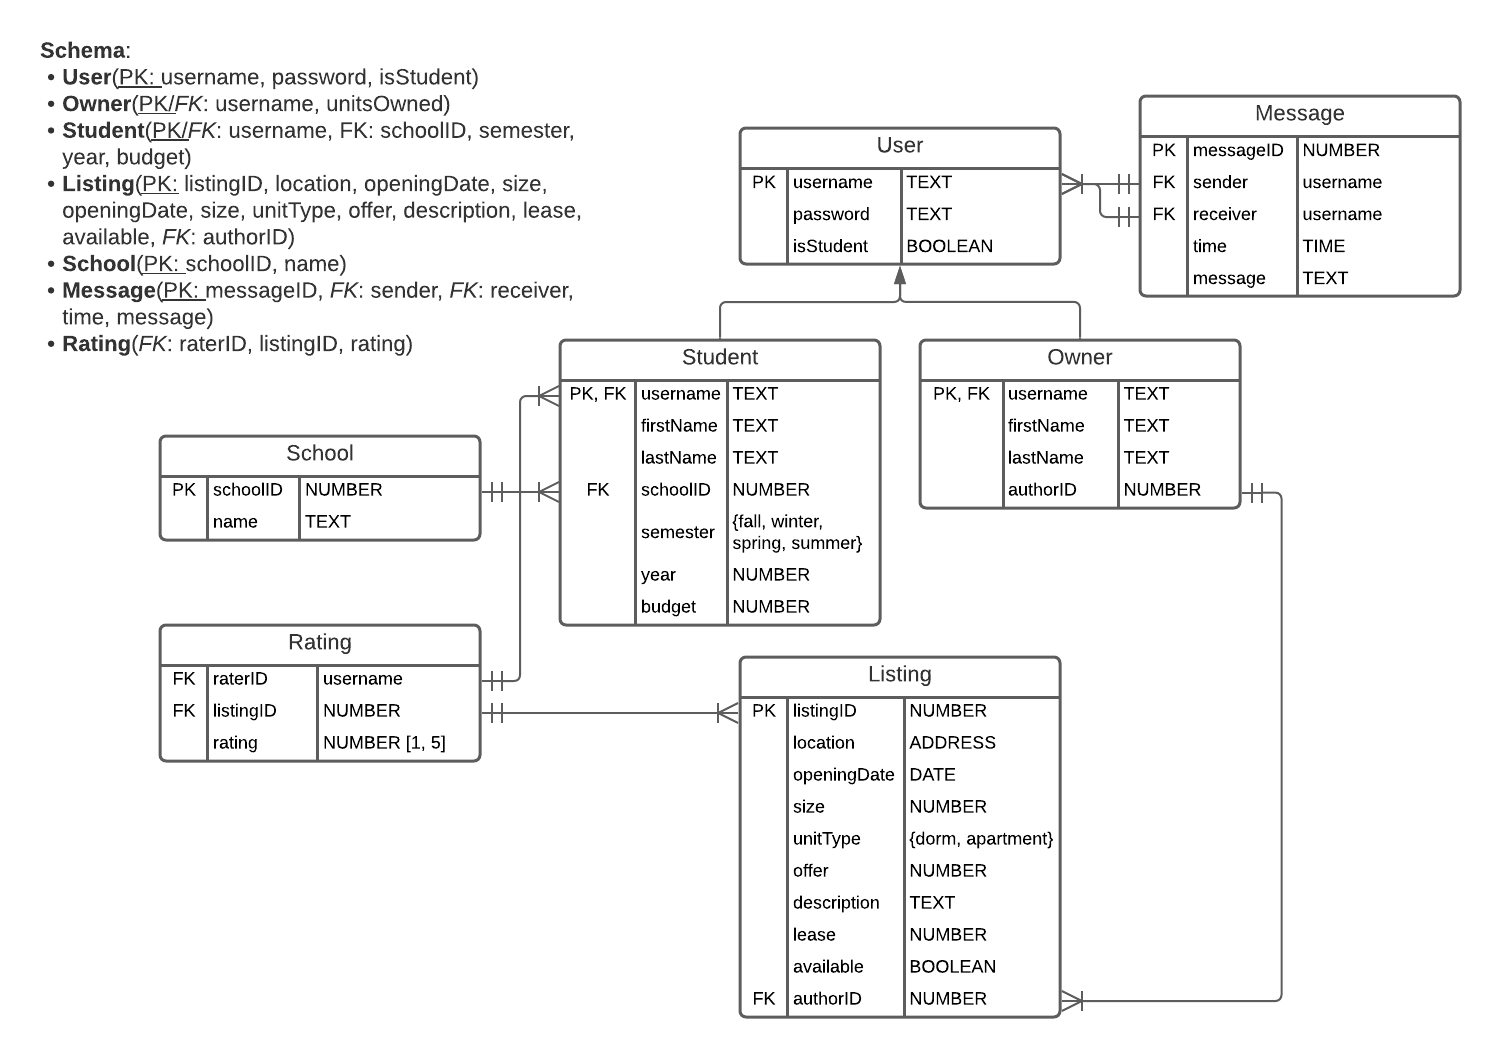 Schema:
• User(PK: username, password, isStudent)
• Owner(PK/FK: username, unitsOwned)
• Student(PK/FK: username, FK: schoolID, semester,
year, budget)
• Listing(PK: listingID, location, openingDate, size,
openingDate, size, unitType, offer, description, lease,
available, FK: authorID)
• School(PK: schoolID, name)
• Message(PK: messageID, FK: sender, FK: receiver,
time, message)
• Rating(FK: raterID, listingID, rating)
User
PK username TEXT
password TEXT
isStudent BOOLEAN
Message
PK messageID NUMBER
FK sender username
FK receiver username
time TIME
message TEXT
Student
PK, FK username TEXT
firstName TEXT
lastName TEXT
FK schoolID NUMBER
semester {fall, winter,
spring, summer}
year NUMBER
budget NUMBER
Owner
PK, FK username TEXT
firstName TEXT
lastName TEXT
authorID NUMBER
School
PK schoolID NUMBER
name TEXT
Rating
FK raterID username
FK listingID NUMBER
rating NUMBER [1, 5]
Listing
PK listingID NUMBER
location ADDRESS
openingDate DATE
size NUMBER
unitType {dorm, apartment}
offer NUMBER
description TEXT
lease NUMBER
available BOOLEAN
FK authorID NUMBER